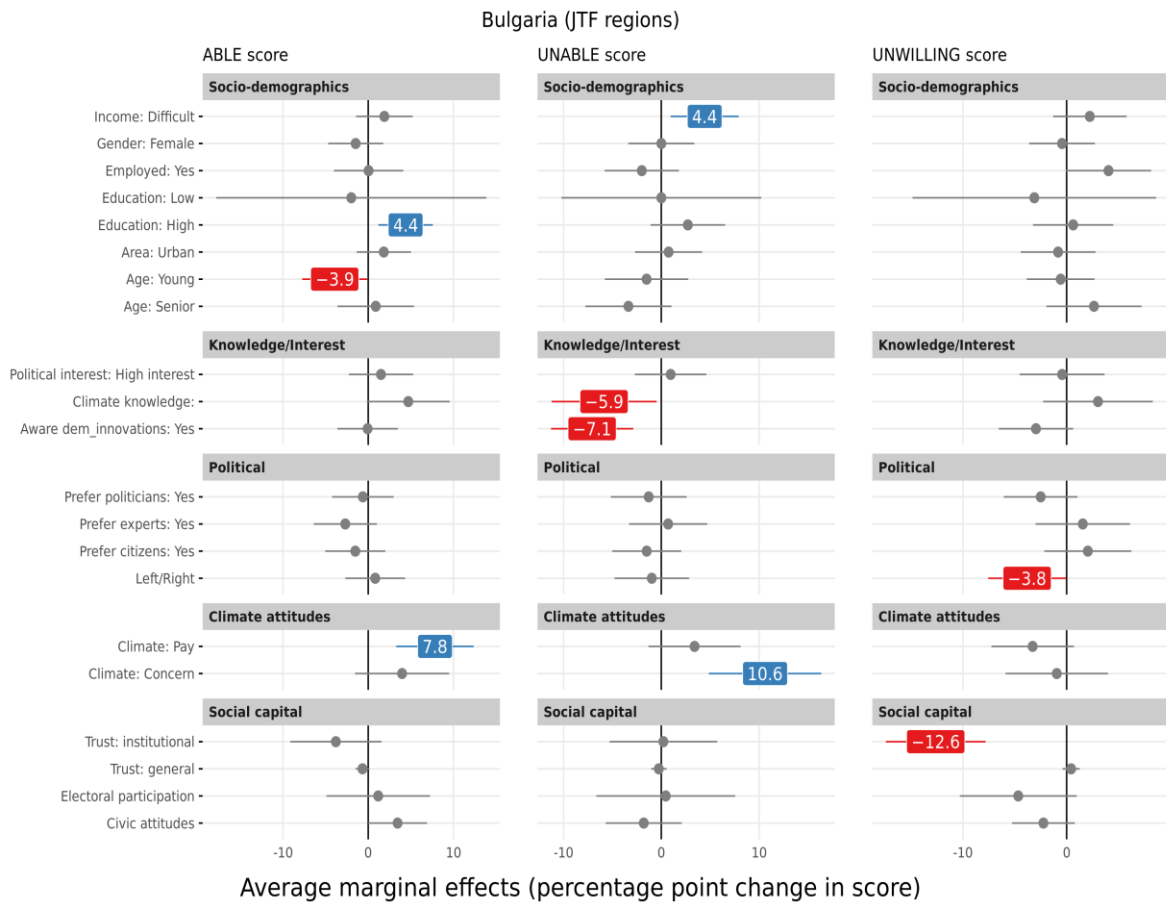 Bulgaria (JTF regions)
ABLE score UNABLE score UNWILLING score
Socio-demographics Socio-demographics Socio-demographics
Income: Difficult 4.4
Gender: Female
Employed: Yes
Education: Low
Education: High 4.4
Area: Urban
Age: Young −3.9
Age: Senior
Knowledge/Interest Knowledge/Interest Knowledge/Interest
Political interest: High interest
Climate knowledge: −5.9
Aware dem_innovations: Yes −7.1
Political Political Political
Prefer politicians: Yes
Prefer experts: Yes
Prefer citizens: Yes
Left/Right −3.8
Climate attitudes Climate attitudes Climate attitudes
Climate: Pay 7.8
Climate: Concern 10.6
Social capital Social capital Social capital
Trust: institutional −12.6
Trust: general
Electoral participation
Civic attitudes
-10 0 10 -10 0 10 -10 0
Average marginal effects (percentage point change in score)